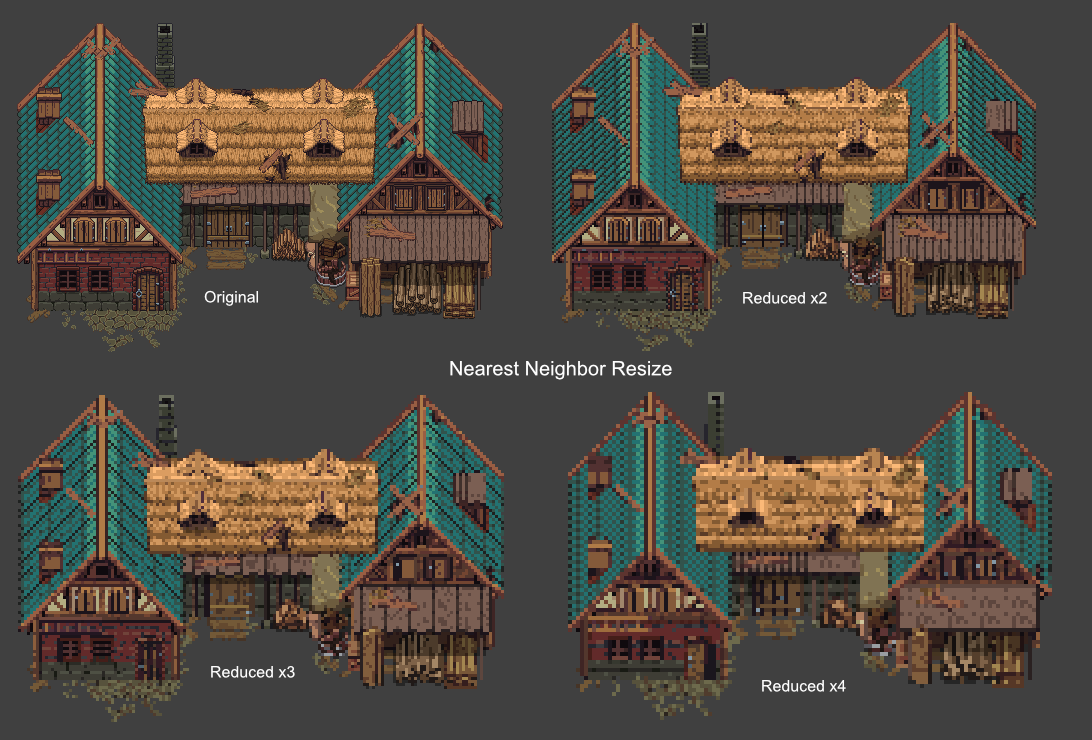 Original
Reduced x2
Nearest Neighbor Resize
Reduced x3
Reduced x4